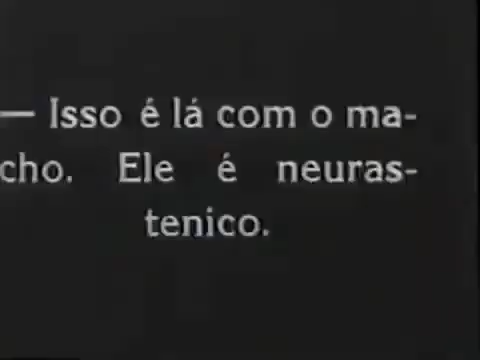 — Isso é lá com o ma-
cho. Ele é neuras-
tenico.